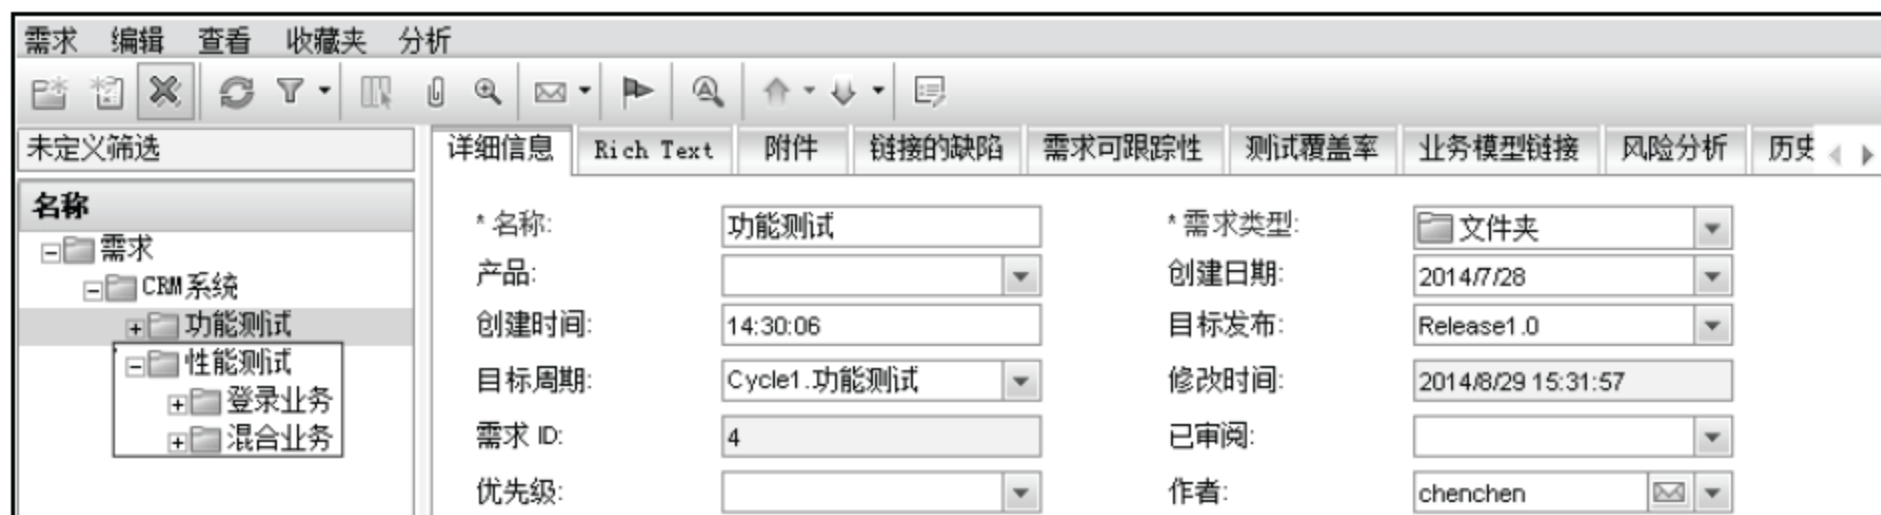 需求 编辑 查看 收藏夹 分析
未定义筛选
详细信息 Rich Text 附件 链接的缺陷 需求可跟踪性 测试覆盖率 业务模型链接 风险分析 历史
名称
需求
CRM系统
功能测试
性能测试
登录业务
混合业务
*名称: 功能测试 *需求类型: 文件夹
产品: 创建日期: 2014/7/28
创建时间: 14:30:06 目标发布: Release1.0
目标周期: Cycle1.功能测试 修改时间: 2014/8/29 15:31:57
需求 ID: 4 已审阅:
优先级: 作者: chenchen